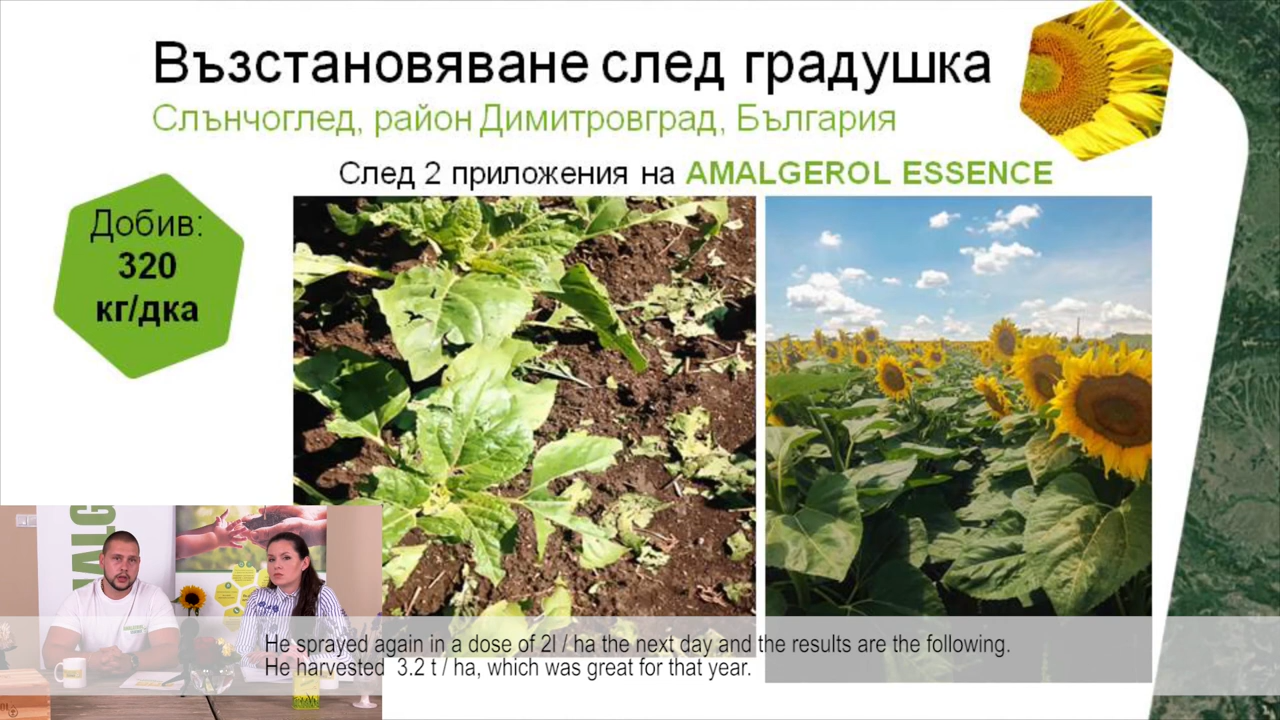 Възстановяване след градушка
Слънчоглед, район Димитровград, България
След 2 приложения на AMALGEROL ESSENCE
Добив:
320
кг/дка
ALG
He sprayed again in a dose of 2l / ha the next day and the results are the following.
He harvested 3.2 t / ha, which was great for that year.